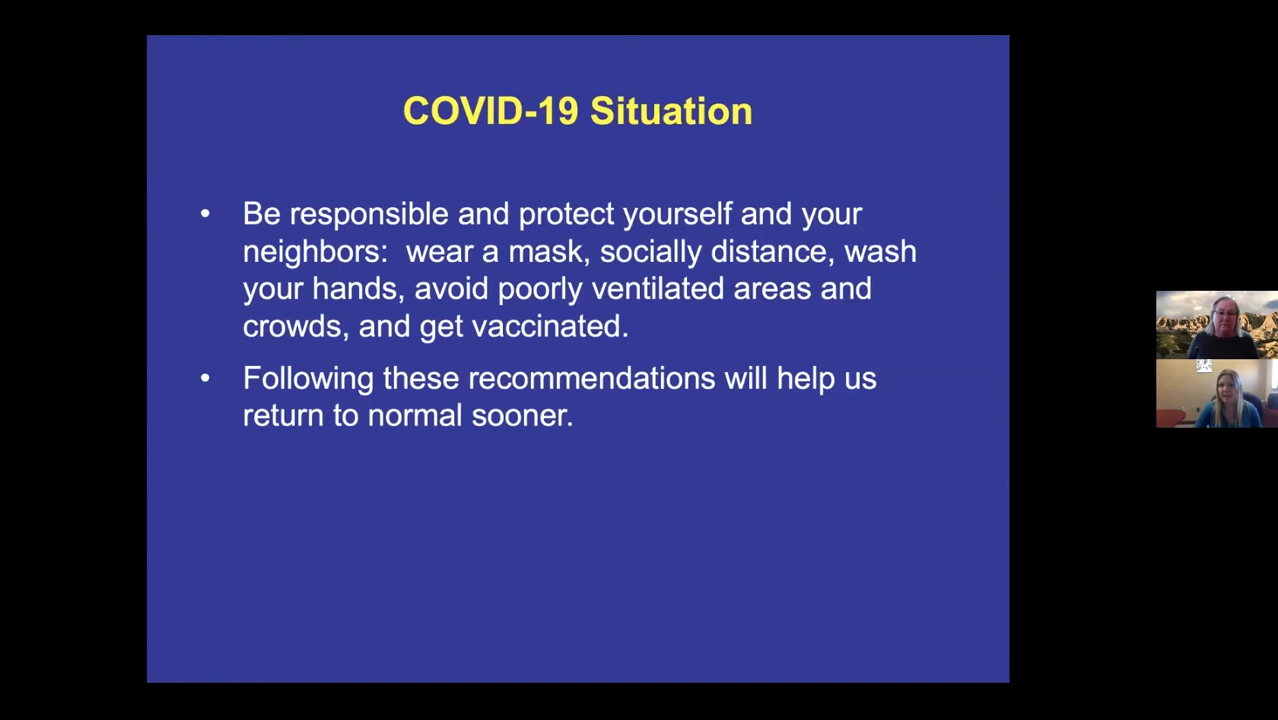 COVID-19 Situation
• Be responsible and protect yourself and your
neighbors:  wear a mask, socially distance, wash
your hands, avoid poorly ventilated areas and
crowds, and get vaccinated.
• Following these recommendations will help us
return to normal sooner.